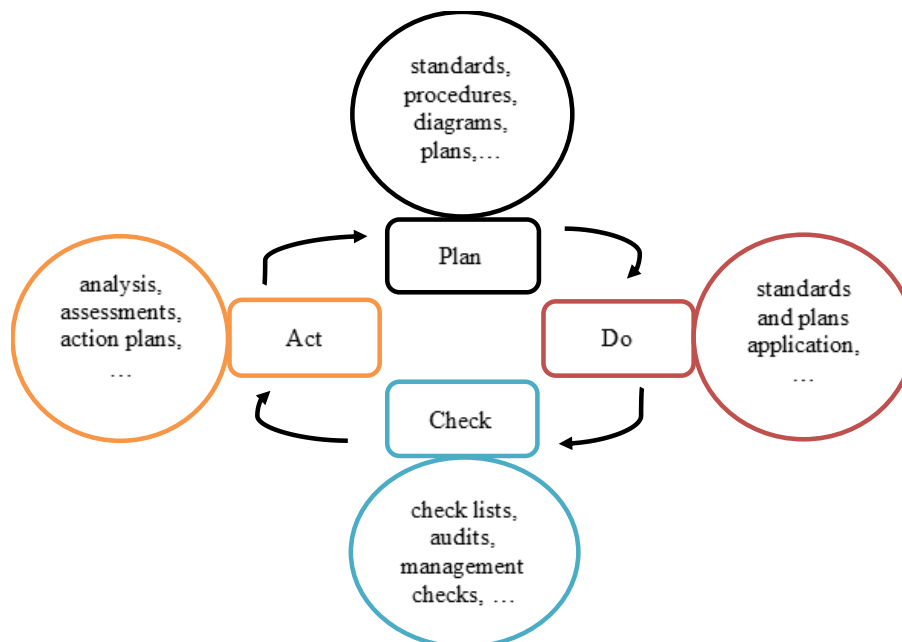 standards,
procedures,
diagrams,
plans,…
Plan
analysis,
assessments,
action plans,
…
Act
Do
standards
and plans
application,
…
Check
check lists,
audits,
management
checks, …